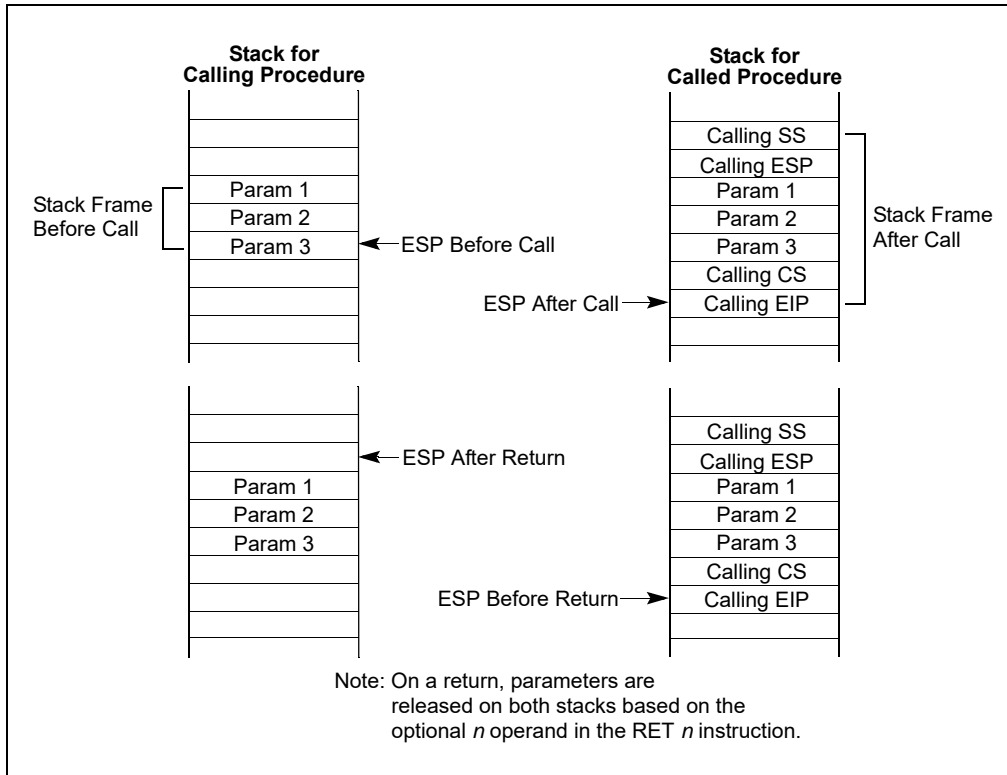 Stack for
Calling Procedure
Stack for
Called Procedure
Stack Frame
Before Call
Param 1
Param 2
Param 3
ESP Before Call
ESP After Call
Calling SS
Calling ESP
Param 1
Param 2
Param 3
Calling CS
Calling EIP
Stack Frame
After Call
ESP After Return
Param 1
Param 2
Param 3
ESP Before Return
Calling SS
Calling ESP
Param 1
Param 2
Param 3
Calling CS
Calling EIP
Note: On a return, parameters are
released on both stacks based on the
optional n operand in the RET n instruction.